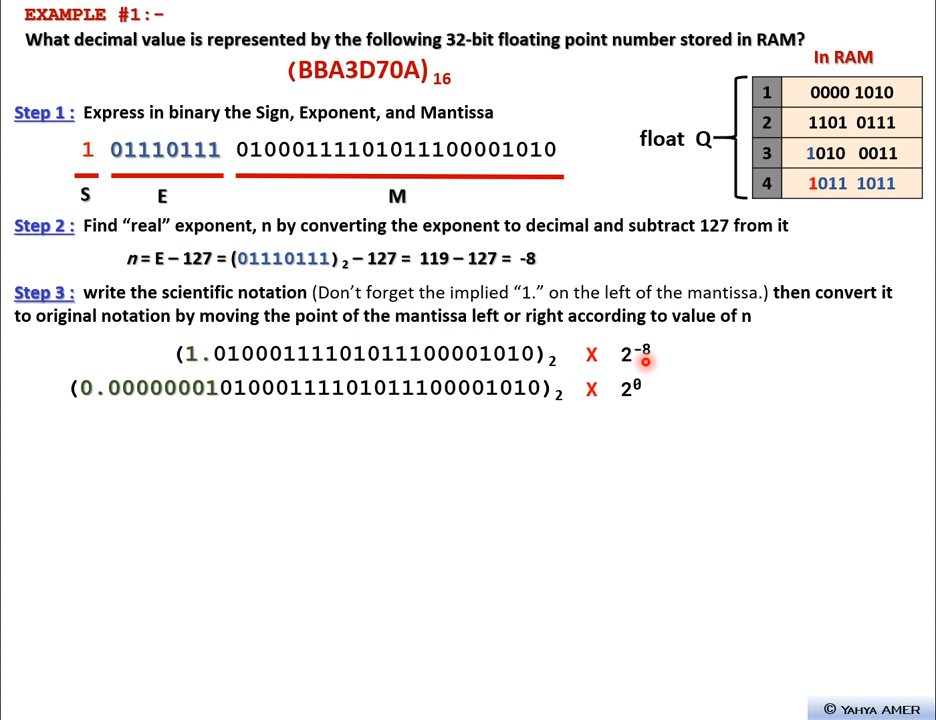 EXAMPLE #1:-
What decimal value is represented by the following 32-bit floating point number stored in RAM?
(BBA3D70A) 16
In RAM
1 0000 1010
2 1101 0111
3 1010 0011
4 1011 1011
float Q
Step 1 : Express in binary the Sign, Exponent, and Mantissa
1 01110111 01000111101011100001010
S E M
Step 2 : Find “real” exponent, n by converting the exponent to decimal and subtract 127 from it
n = E – 127 = (01110111) 2 – 127 = 119 – 127 = -8
Step 3 : write the scientific notation (Don’t forget the implied “1.” on the left of the mantissa.) then convert it
to original notation by moving the point of the mantissa left or right according to value of n
(1.01000111101011100001010)2 X 2−8
(0.0000000101000111101011100001010)2 X 20
© YAHYA AMER